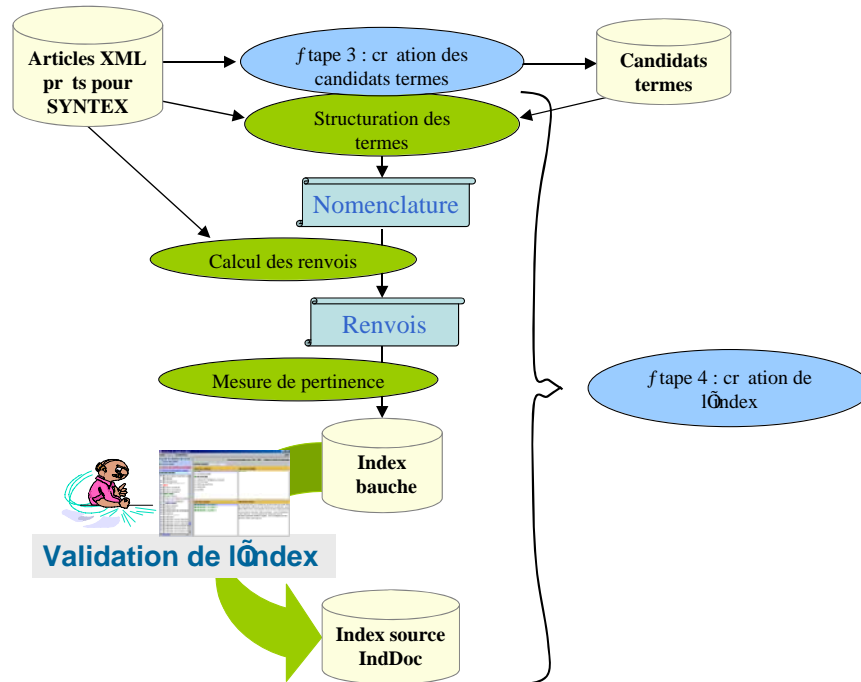 Articles XML
pr ts pour
SYNTEX
ƒtape 3 : cr ation des
candidats termes
Candidats
termes
Structuration des
termes
Nomenclature
Calcul des renvois
Renvois
Mesure de pertinence
ƒtape 4 : cr ation de
lÕindex
Index
bauche
Validation de lÕindex
Index source
IndDoc